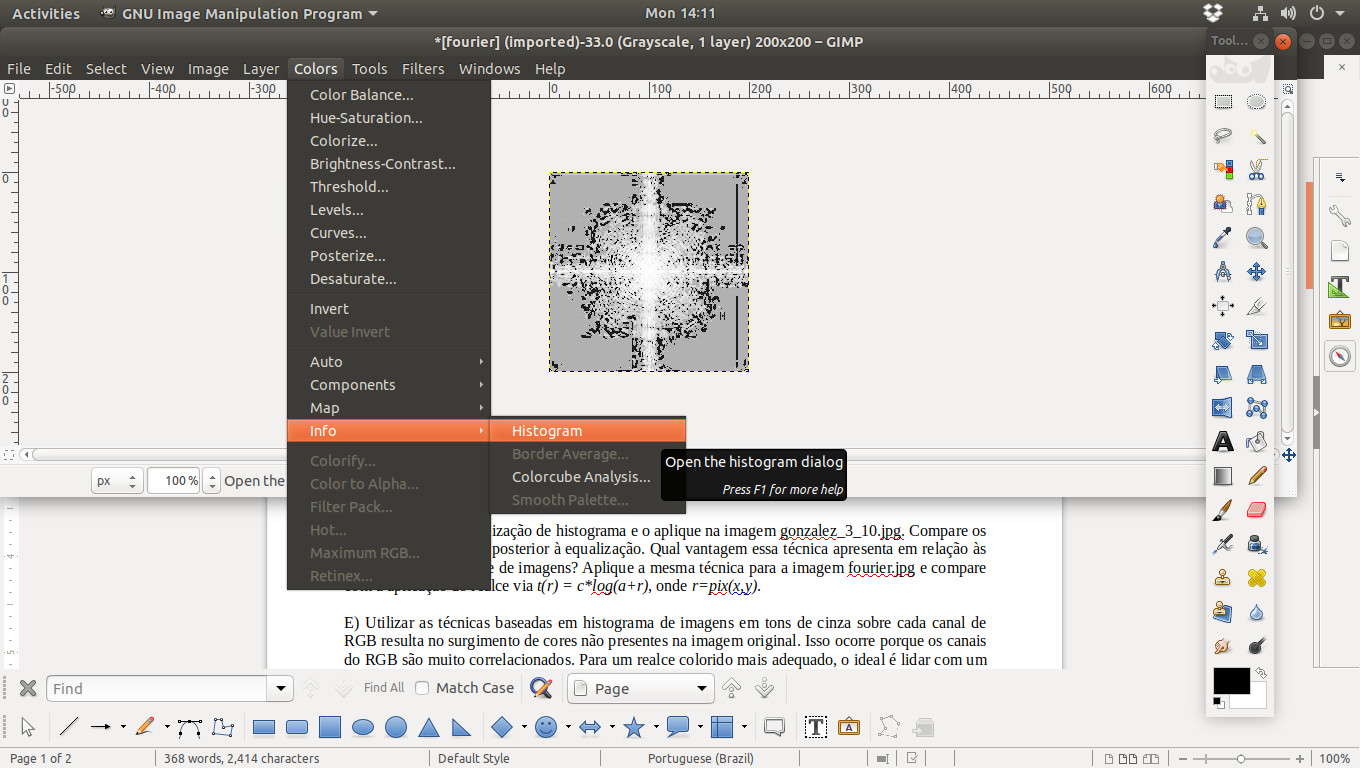 Activities GNU Image Manipulation Program Mon 14:11
*[fourier] (imported)-33.0 (Grayscale, 1 layer) 200x200 – GIMP
Tool...
File Edit Select View Image Layer Colors Tools Filters Windows Help
-500 -400 -300 0 100 200 300 400 500 600
0
100
200
Color Balance...
Hue-Saturation...
Colorize...
Brightness-Contrast...
Threshold...
Levels...
Curves...
Posterize...
Desaturate...
Invert
Value Invert
Auto
Components
Map
Info
Histogram
Border Average...
Colorcube Analysis...
Smooth Palette...
Open the histogram dialog
Press F1 for more help
Colorify...
Color to Alpha...
Filter Pack...
Hot...
Maximum RGB...
Retinex...
px 100 % Open the
ização de histograma e o aplique na imagem gonzalez_3_10.jpg. Compare os
posterior à equalização. Qual vantagem essa técnica apresenta em relação às
e de imagens? Aplique a mesma técnica para a imagem fourier.jpg e compare
via t(r) = c*log(a+r), onde r=pix(x,y).
E) Utilizar as técnicas baseadas em histograma de imagens em tons de cinza sobre cada canal de
RGB resulta no surgimento de cores não presentes na imagem original. Isso ocorre porque os canais
do RGB são muito correlacionados. Para um realce colorido mais adequado, o ideal é lidar com um
4
5
Find Find All Match Case Page
Page 1 of 2 368 words, 2,414 characters Default Style Portuguese (Brazil) 100%